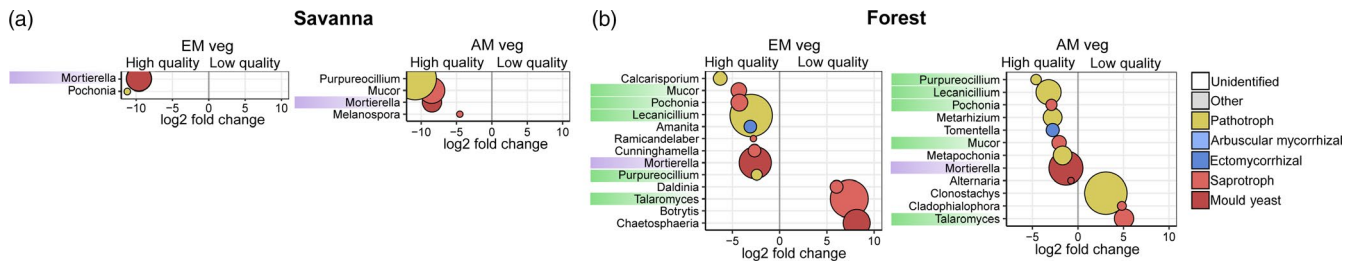 (a)
Savanna
EM veg
High quality Low quality
Mortierella
Pochonia
−10 −5 0 5 10
log2 fold change
AM veg
High quality Low quality
Purpureocillium
Mucor
Mortierella
Melanospora
−10 −5 0 5 10
log2 fold change
(b)
Forest
EM veg
High quality Low quality
Calcarisporium
Mucor
Pochonia
Lecanicillium
Amanita
Ramicandelaber
Cunninghamella
Mortierella
Purpureocillium
Daldinia
Talaromyces
Botrytis
Chaetosphaeria
−5 0 5 10
log2 fold change
AM veg
High quality Low quality
Purpureocillium
Lecanicillium
Pochonia
Metarhizium
Tomentella
Mucor
Metapochonia
Mortierella
Alternaria
Clonostachys
Cladophialophora
Talaromyces
−5 0 5 10
log2 fold change
Unidentified
Other
Pathotroph
Arbuscular mycorrhizal
Ectomycorrhizal
Saprotroph
Mould yeast